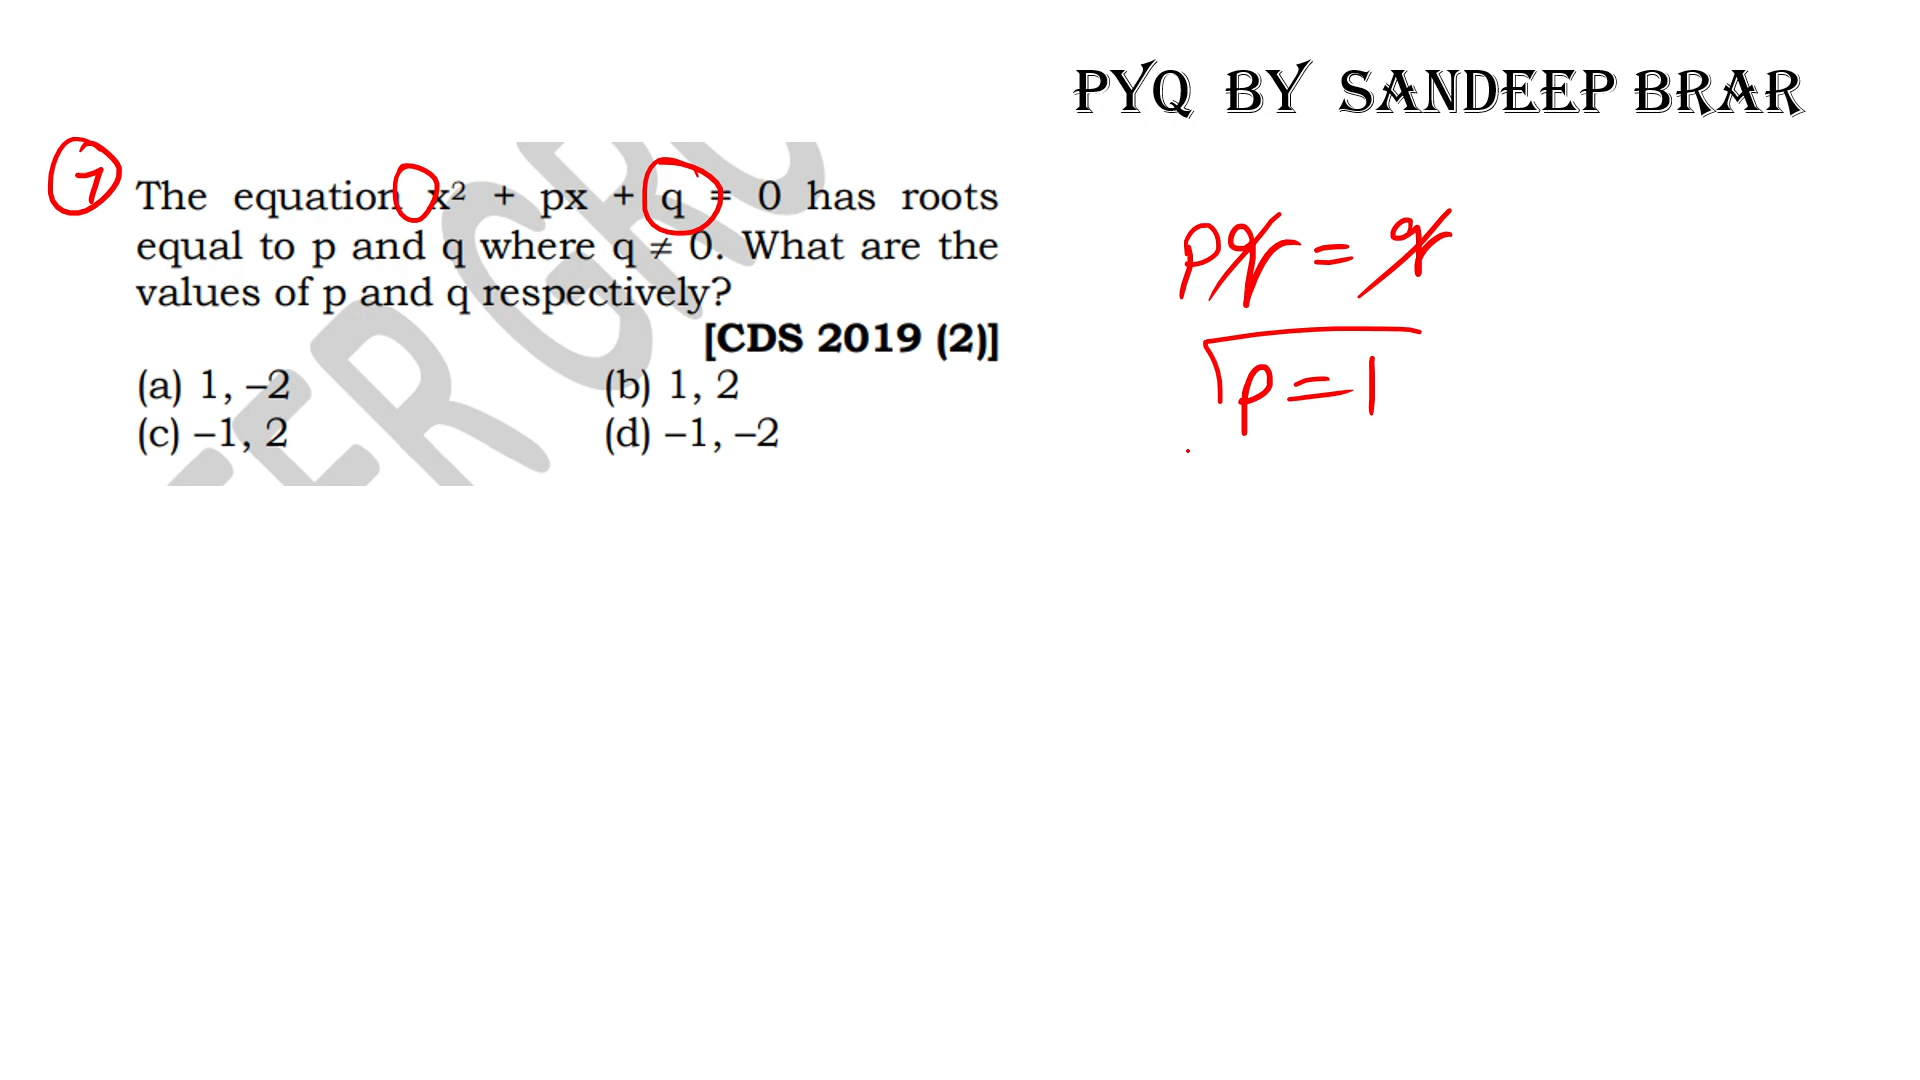 PYQ BY SANDEEP BRAR
7
The equation x² + px + q = 0 has roots
equal to p and q where q ≠ 0. What are the
values of p and q respectively?
[CDS 2019 (2)]
(a) 1, –2 (b) 1, 2
(c) –1, 2 (d) –1, –2
pq = q
p = 1